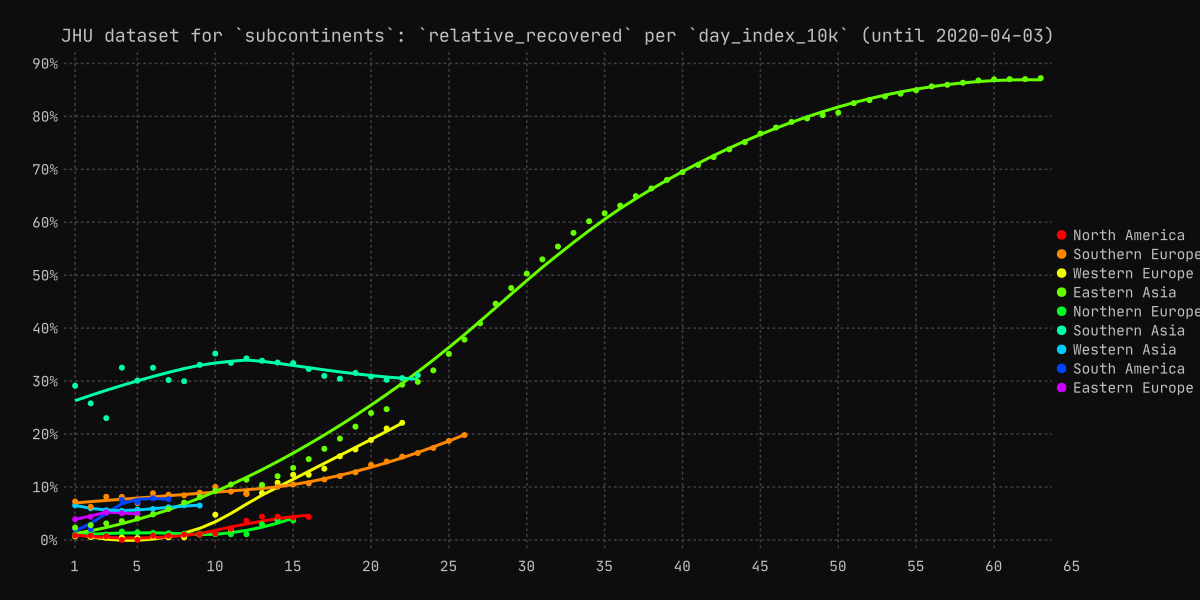 JHU dataset for `subcontinents`: `relative_recovered` per `day_index_10k` (until 2020-04-03)
90%
80%
70%
60%
50%
40%
30%
20%
10%
0%
1 5 10 15 20 25 30 35 40 45 50 55 60 65
North America
Southern Europe
Western Europe
Eastern Asia
Northern Europe
Southern Asia
Western Asia
South America
Eastern Europe